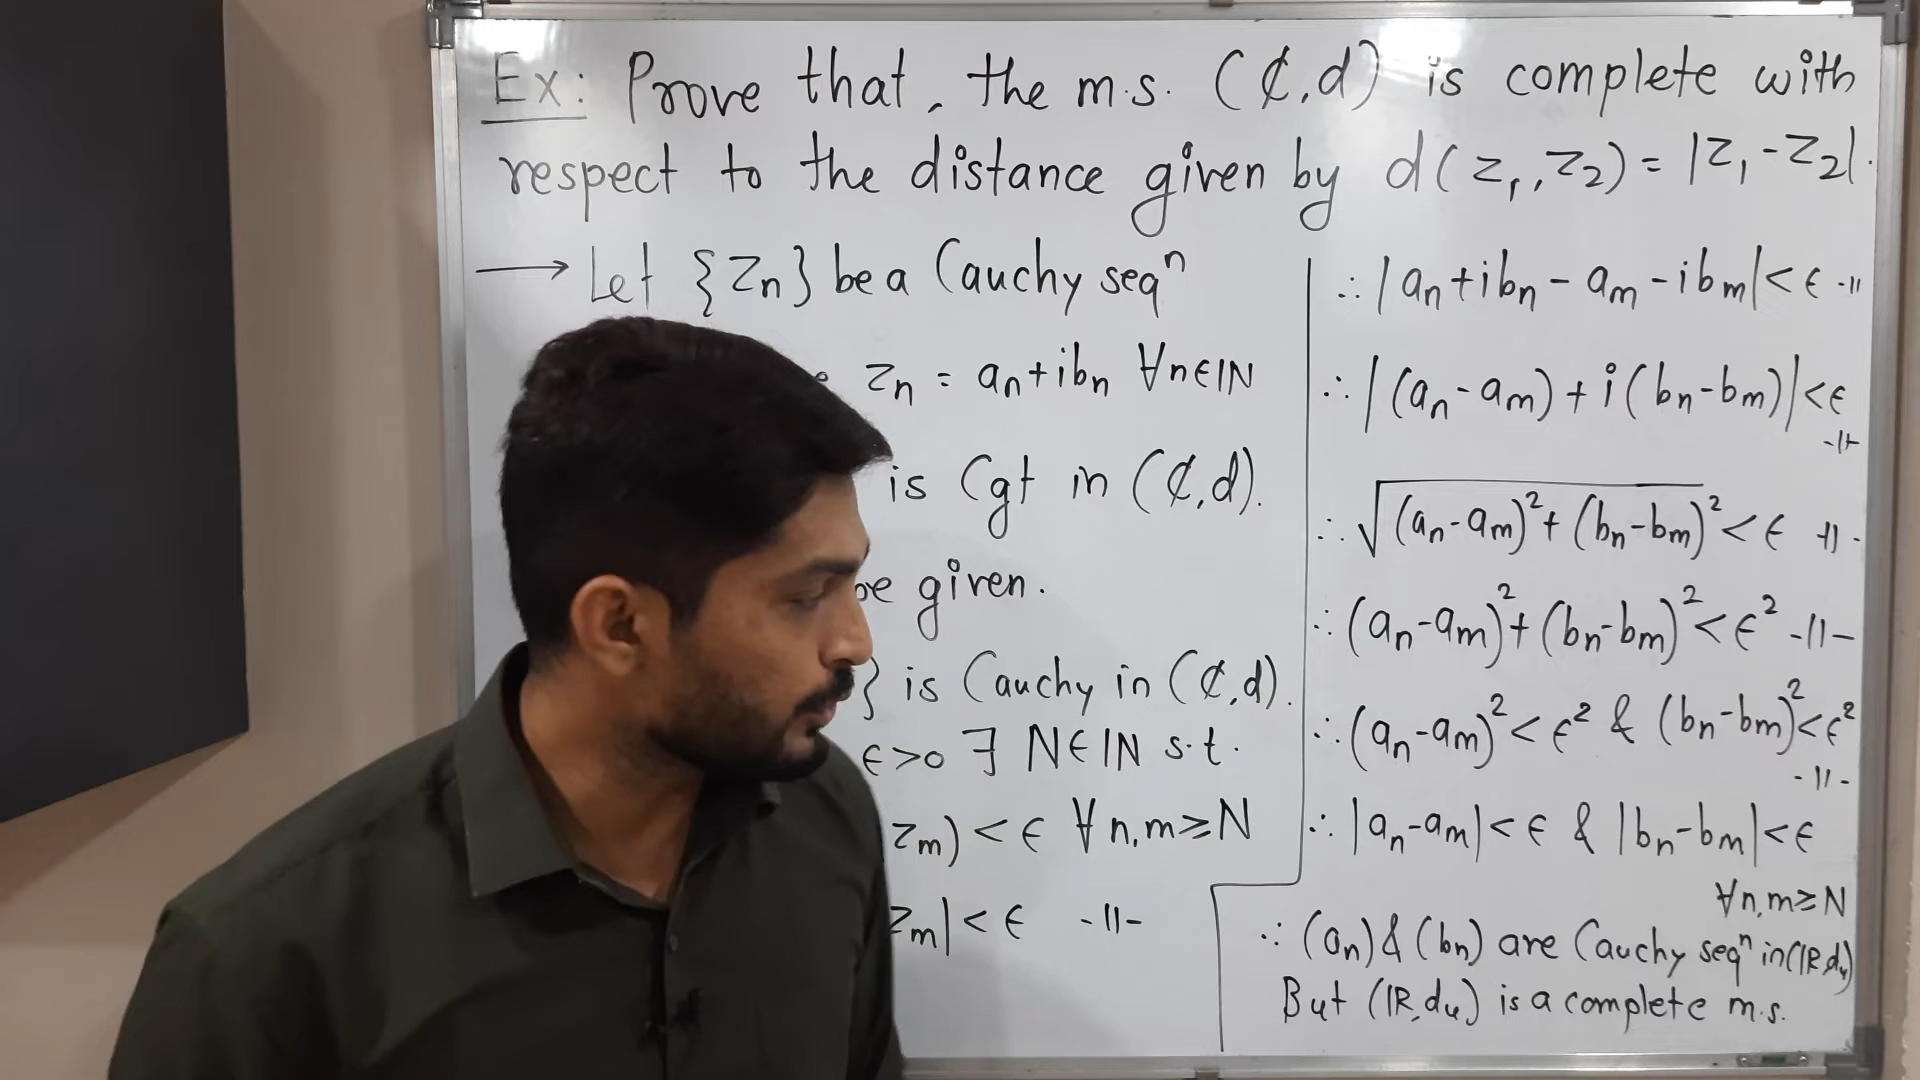 Ex: Prove that, the m.s. (ℂ,d) is complete with
respect to the distance given by d(z₁,z₂) = |z₁-z₂|.
→ Let {zₙ} be a Cauchy seqⁿ
zₙ = aₙ+ibₙ ∀n∈ℕ
is Cgt in (ℂ,d).
be given.
} is Cauchy in (ℂ,d).
ε>0 ∃ N∈ℕ s.t.
zₘ) < ε ∀ n,m ≥ N
zₘ| < ε -11-
∴ |aₙ+ibₙ - aₘ - ibₘ| < ε -11
∴ |(aₙ-aₘ) + i(bₙ-bₘ)| < ε
-11-
∴ √(aₙ-aₘ)²+(bₙ-bₘ)² < ε -11-
∴ (aₙ-aₘ)²+(bₙ-bₘ)² < ε² -11-
∴ (aₙ-aₘ)² < ε² & (bₙ-bₘ)² < ε²
-11-
∴ |aₙ-aₘ| < ε & |bₙ-bₘ| < ε
∀n,m ≥ N
∴ (aₙ) & (bₙ) are Cauchy seqⁿ in (ℝ,dᵤ)
But (ℝ,dᵤ) is a complete m.s.